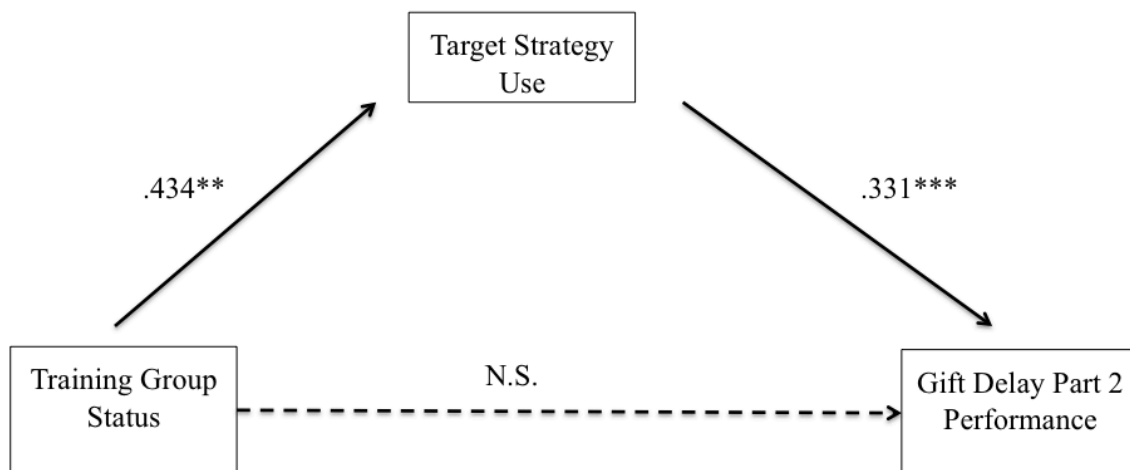 Target Strategy
Use
.434**
.331***
Training Group
Status
N.S.
Gift Delay Part 2
Performance